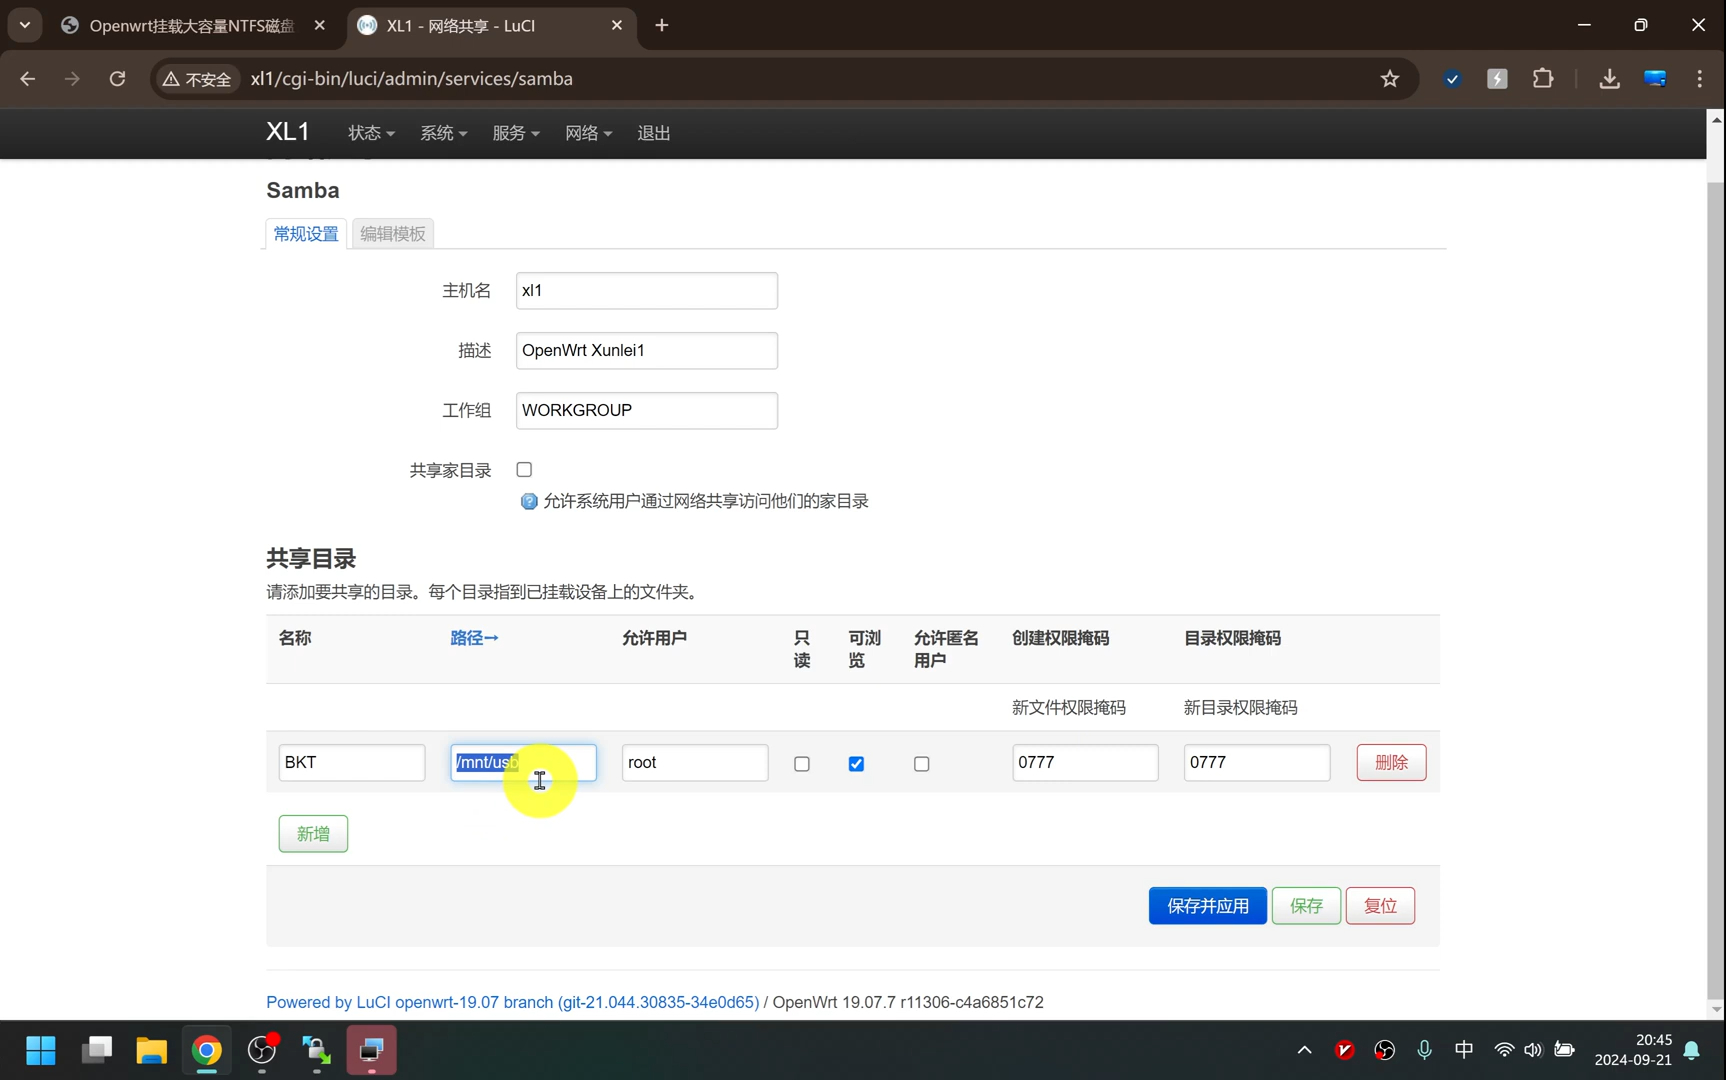 Openwrt挂载大容量NTFS磁盘
XL1 - 网络共享 - LuCI
不安全
xl1/cgi-bin/luci/admin/services/samba
XL1
状态
系统
服务
网络
退出
Samba
常规设置
编辑模板
主机名
xl1
描述
OpenWrt Xunlei1
工作组
WORKGROUP
共享家目录
允许系统用户通过网络共享访问他们的家目录
共享目录
请添加要共享的目录。每个目录指到已挂载设备上的文件夹。
名称
路径→
允许用户
只读
可浏览
允许匿名用户
创建权限掩码
目录权限掩码
新文件权限掩码
新目录权限掩码
BKT
/mnt/usb
root
0777
0777
删除
新增
保存并应用
保存
复位
Powered by LuCI openwrt-19.07 branch (git-21.044.30835-34e0d65) / OpenWrt 19.07.7 r11306-c4a6851c72
中
20:45
2024-09-21